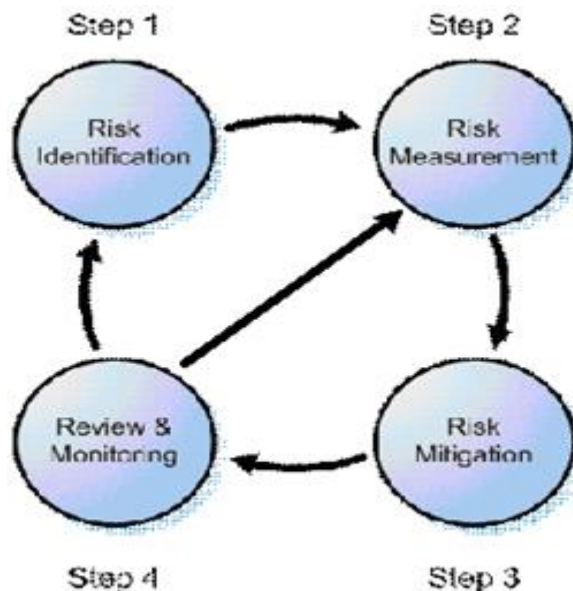 Step 1
Step 2
Risk
Identification
Risk
Measurement
Review &
Monitoring
Risk
Mitigation
Step 4
Step 3